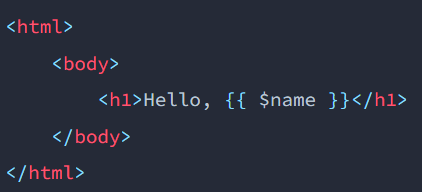 <html>
    <body>
        <h1>Hello, {{ $name }}</h1>
    </body>
</html>